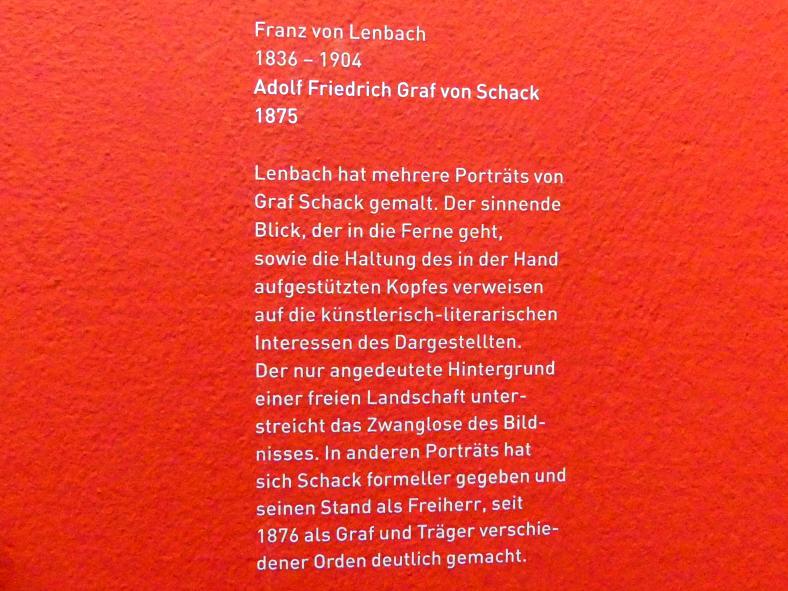 Franz von Lenbach
1836 – 1904
Adolf Friedrich Graf von Schack
1875
Lenbach hat mehrere Porträts von
Graf Schack gemalt. Der sinnende
Blick, der in die Ferne geht,
sowie die Haltung des in der Hand
aufgestützten Kopfes verweisen
auf die künstlerisch-literarischen
Interessen des Dargestellten.
Der nur angedeutete Hintergrund
einer freien Landschaft unter-
streicht das Zwanglose des Bild-
nisses. In anderen Porträts hat
sich Schack formeller gegeben und
seinen Stand als Freiherr, seit
1876 als Graf und Träger verschie-
dener Orden deutlich gemacht.